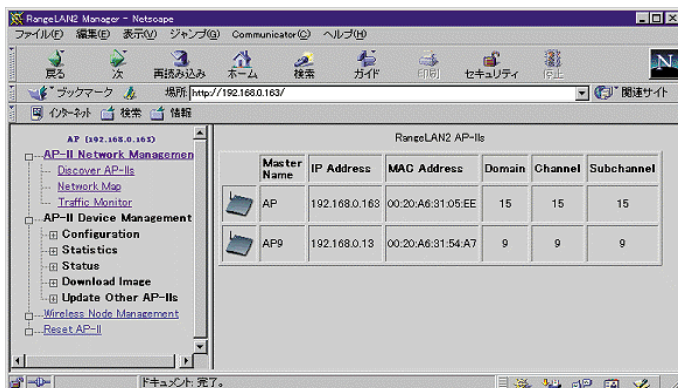 RangeLAN2 Manager - Netscape
ファイル(F) 編集(E) 表示(V) ジャンプ(G) Communicator(C) ヘルプ(H)
戻る 次 再読み込み ホーム 検索 ガイド 印刷 セキュリティ 停止
N
ブックマーク 場所: http://192.168.0.163/ 関連サイト
インターネット 検索 情報
AP (192.168.0.163)
AP-II Network Managemen
Discover AP-IIs
Network Map
Traffic Monitor
AP-II Device Management
Configuration
Statistics
Status
Download Image
Update Other AP-IIs
Wireless Node Management
Reset AP-II
RangeLAN2 AP-IIs
Master Name IP Address MAC Address Domain Channel Subchannel
AP 192.168.0.163 00:20:A6:31:05:EE 15 15 15
AP9 192.168.0.13 00:20:A6:31:54:A7 9 9 9
ドキュメント: 完了。